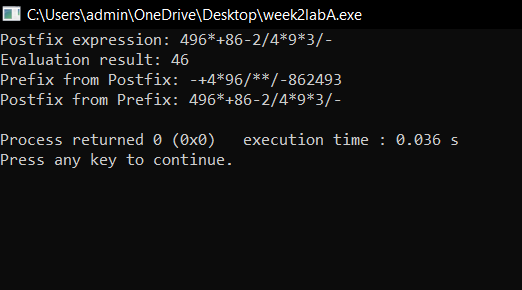 C:\Users\admin\OneDrive\Desktop\week2labA.exe
Postfix expression: 496*+86-2/4*9*3/-
Evaluation result: 46
Prefix from Postfix: -+4*96/**/-862493
Postfix from Prefix: 496*+86-2/4*9*3/-
Process returned 0 (0x0)   execution time : 0.036 s
Press any key to continue.